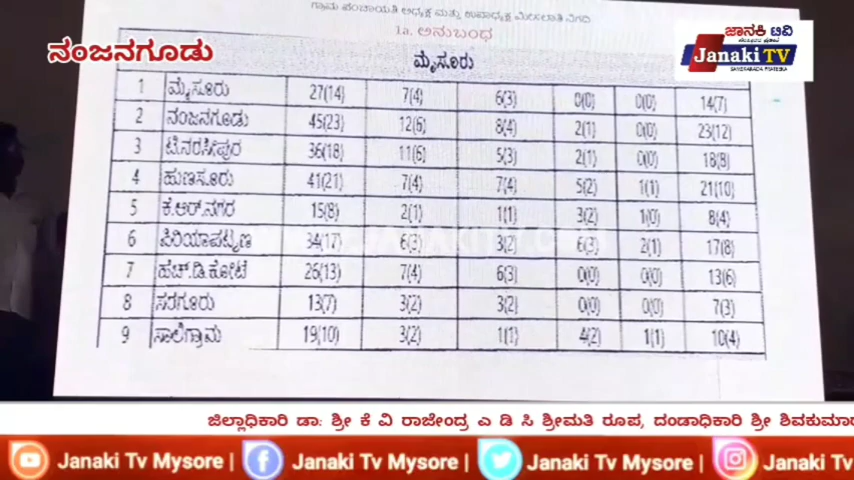 ಗ್ರಾಮ ಪಂಚಾಯತಿ ಅಧ್ಯಕ್ಷ ಮತ್ತು ಉಪಾಧ್ಯಕ್ಷ ಮೀಸಲಾತಿ ನಿಗದಿ
1a. ಅನುಬಂಧ
ನಂಜನಗೂಡು
ಜಾನಕಿ ಟಿವಿ
Janaki TV
ಮೈಸೂರು
1 ಮೈಸೂರು 27(14) 7(4) 6(3) 0(0) 0(0) 14(7)
2 ನಂಜನಗೂಡು 45(23) 12(6) 8(4) 2(1) 0(0) 23(12)
3 ಟಿ.ನರಸೀಪುರ 36(18) 11(6) 5(3) 2(1) 0(0) 18(8)
4 ಹುಣಸೂರು 41(21) 7(4) 7(4) 5(2) 1(1) 21(10)
5 ಕೆ.ಆರ್.ನಗರ 15(8) 2(1) 1(1) 3(2) 1(0) 8(4)
6 ಪಿರಿಯಾಪಟ್ಟಣ 34(17) 6(3) 3(2) 6(3) 2(1) 17(8)
7 ಹೆಚ್.ಡಿ.ಕೋಟೆ 26(13) 7(4) 6(3) 0(0) 0(0) 13(6)
8 ಸರಗೂರು 13(7) 3(2) 3(2) 0(0) 0(0) 7(3)
9 ಸಾಲಿಗ್ರಾಮ 19(10) 3(2) 1(1) 4(2) 1(1) 10(4)
ಜಿಲ್ಲಾಧಿಕಾರಿ ಡಾ: ಶ್ರೀ ಕೆ ವಿ ರಾಜೇಂದ್ರ ಎ ಡಿ ಸಿ ಶ್ರೀಮತಿ ರೂಪ, ದಂಡಾಧಿಕಾರಿ ಶ್ರೀ ಶಿವಕುಮಾರ
Janaki Tv Mysore | Janaki Tv Mysore | Janaki Tv Mysore | Janaki Tv